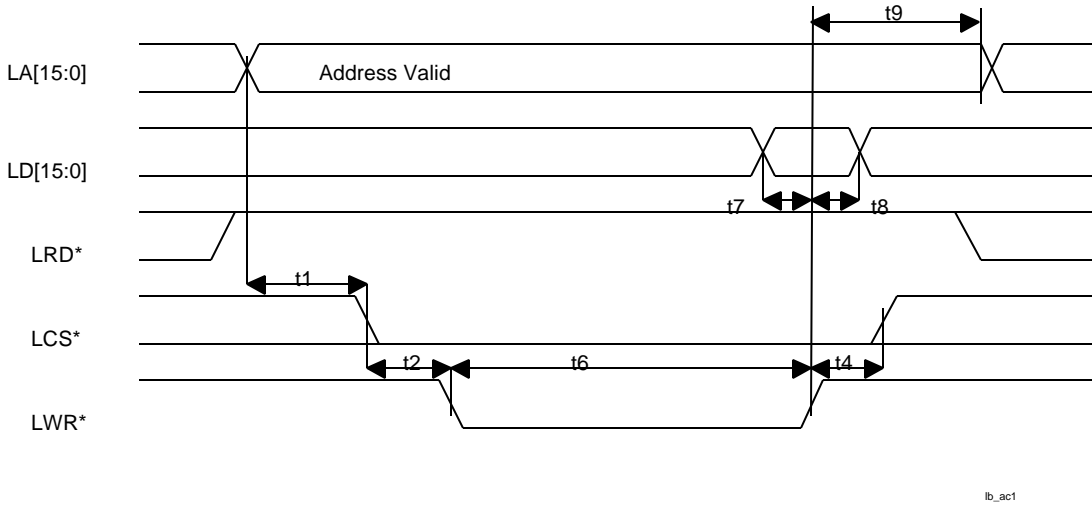 t9
LA[15:0]
Address Valid
LD[15:0]
t7
t8
LRD*
t1
LCS*
t2
t6
t4
LWR*
lb_ac1